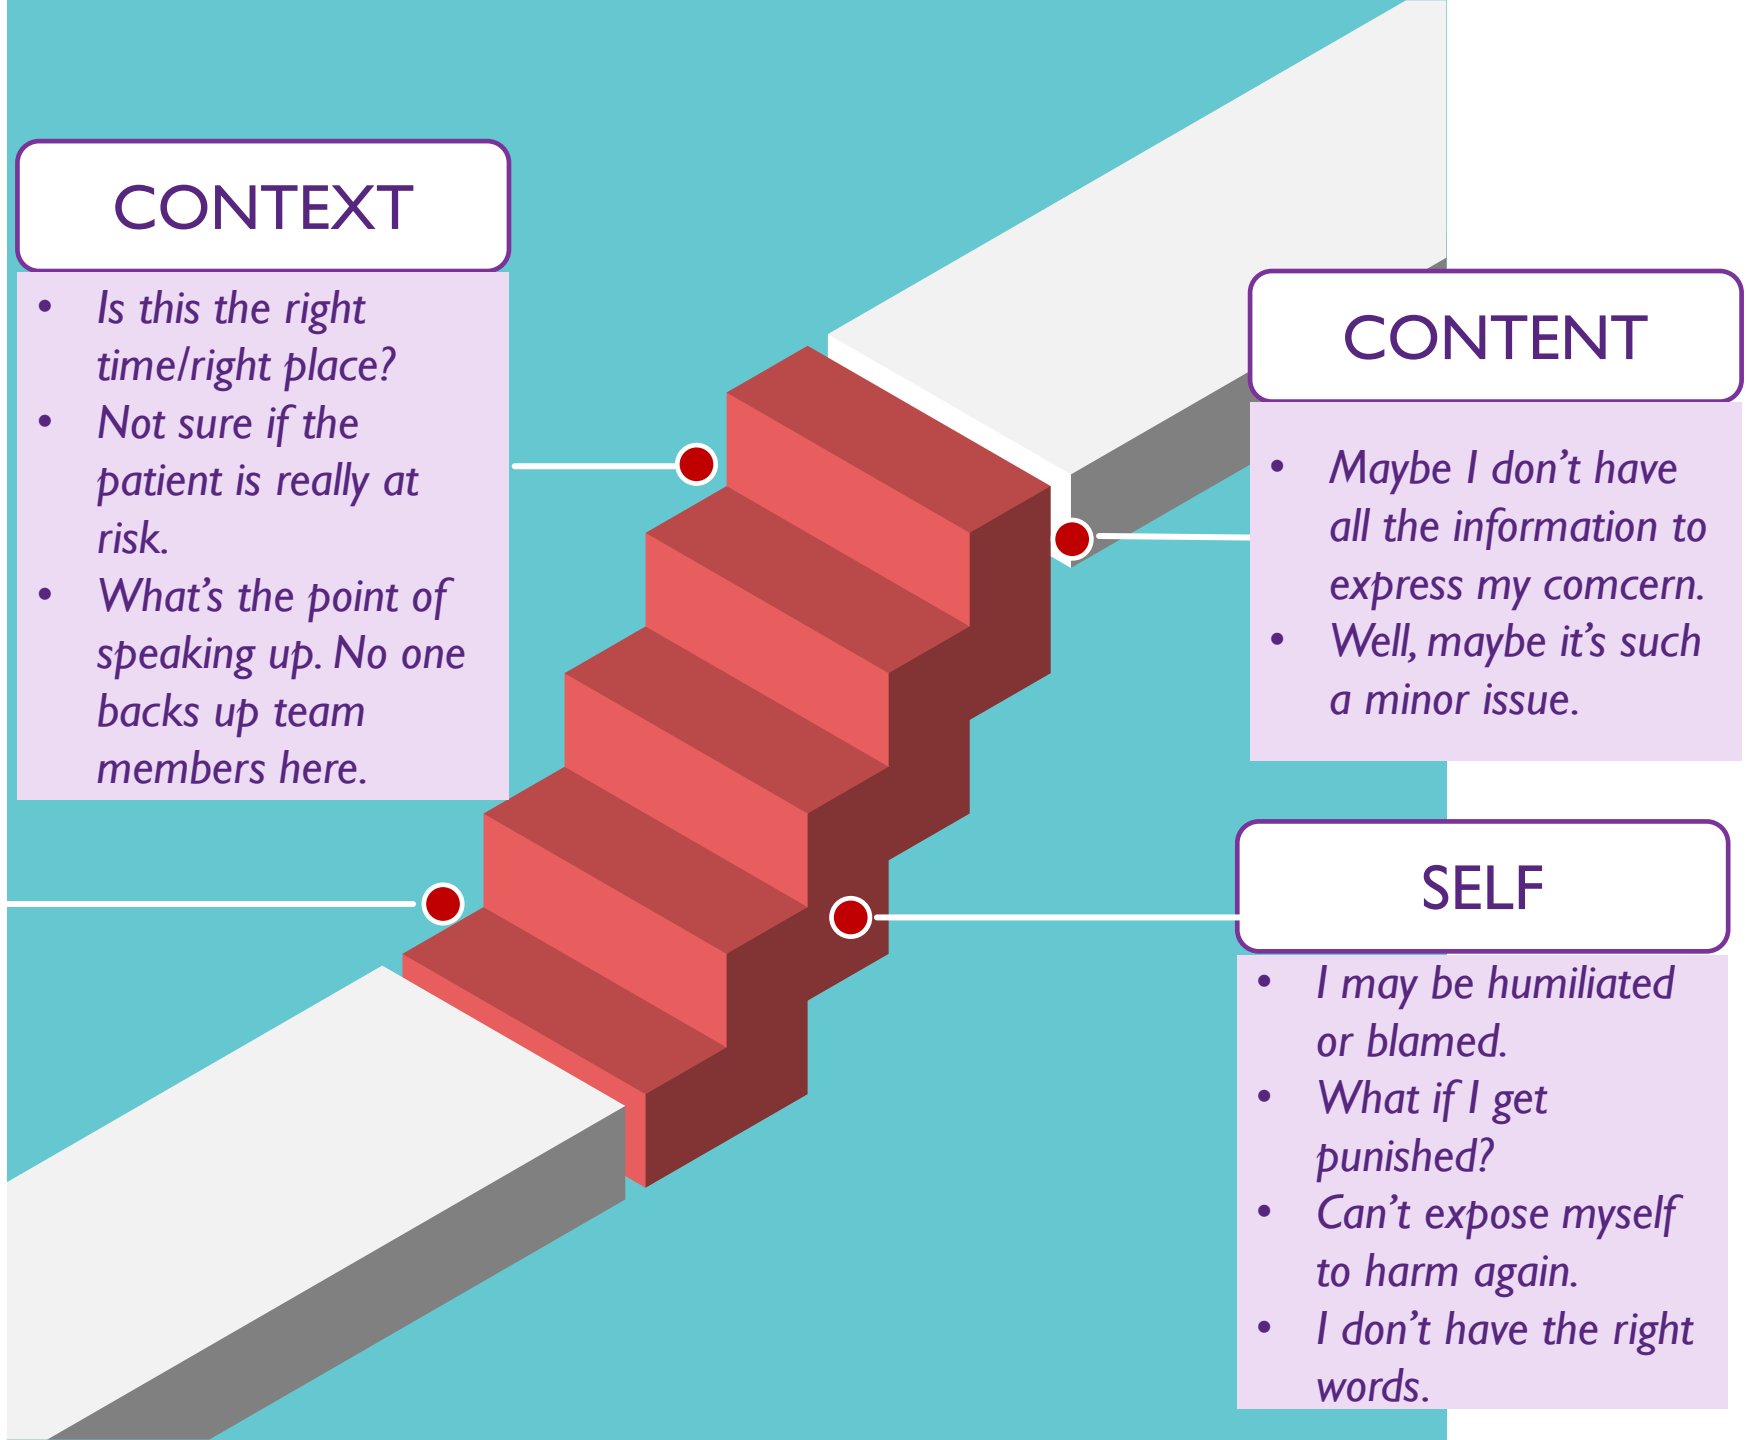 CONTEXT
• Is this the right
time/right place?
• Not sure if the
patient is really at
risk.
• What’s the point of
speaking up. No one
backs up team
members here.
CONTENT
• Maybe I don’t have
all the information to
express my comcern.
• Well, maybe it’s such
a minor issue.
SELF
• I may be humiliated
or blamed.
• What if I get
punished?
• Can’t expose myself
to harm again.
• I don’t have the right
words.